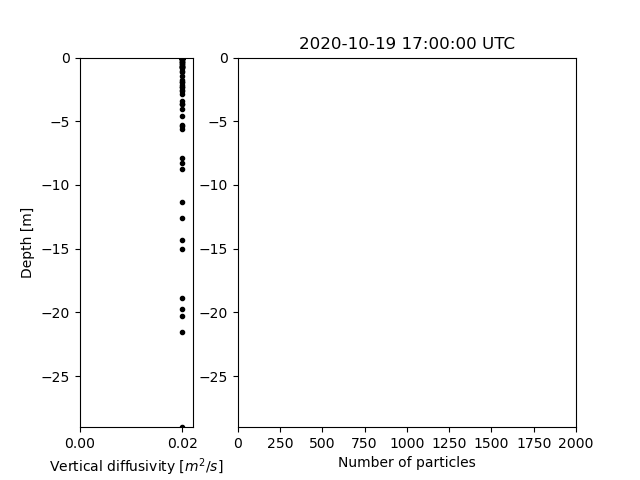 2020-10-19 17:00:00 UTC
0
−5
−10
−15
−20
−25
Depth [m]
0.00 0.02
Vertical diffusivity [m²/s]
0
−5
−10
−15
−20
−25
0 250 500 750 1000 1250 1500 1750 2000
Number of particles